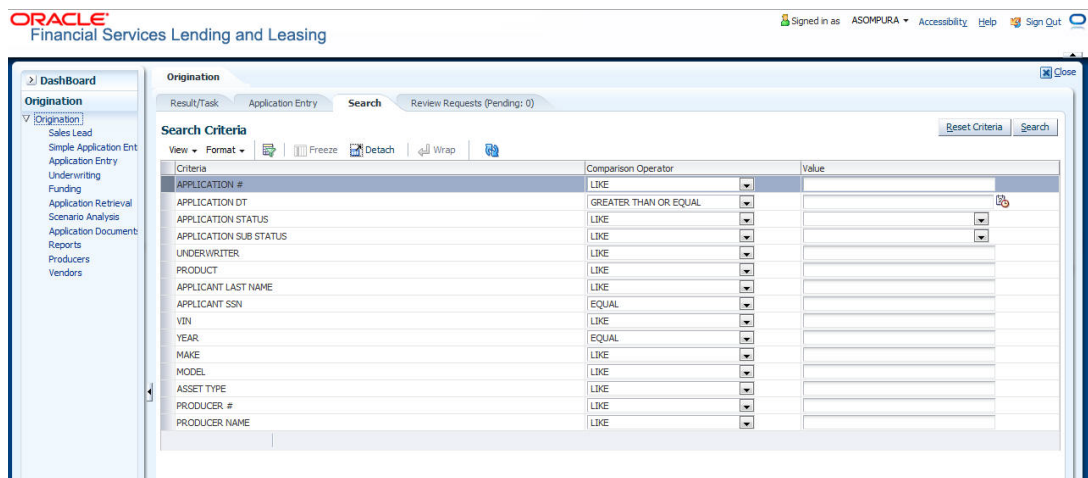 ORACLE®
Financial Services Lending and Leasing
Signed in as ASOMPURA Accessibility Help Sign Out
DashBoard
Origination
Origination
Sales Lead
Simple Application Ent
Application Entry
Underwriting
Funding
Application Retrieval
Scenario Analysis
Application Document
Reports
Producers
Vendors
Origination
Close
Result/Task Application Entry Search Review Requests (Pending: 0)
Search Criteria
Reset Criteria Search
View Format Freeze Detach Wrap
Criteria Comparison Operator Value
APPLICATION # LIKE
APPLICATION DT GREATER THAN OR EQUAL
APPLICATION STATUS LIKE
APPLICATION SUB STATUS LIKE
UNDERWRITER LIKE
PRODUCT LIKE
APPLICANT LAST NAME LIKE
APPLICANT SSN EQUAL
VIN LIKE
YEAR EQUAL
MAKE LIKE
MODEL LIKE
ASSET TYPE LIKE
PRODUCER # LIKE
PRODUCER NAME LIKE